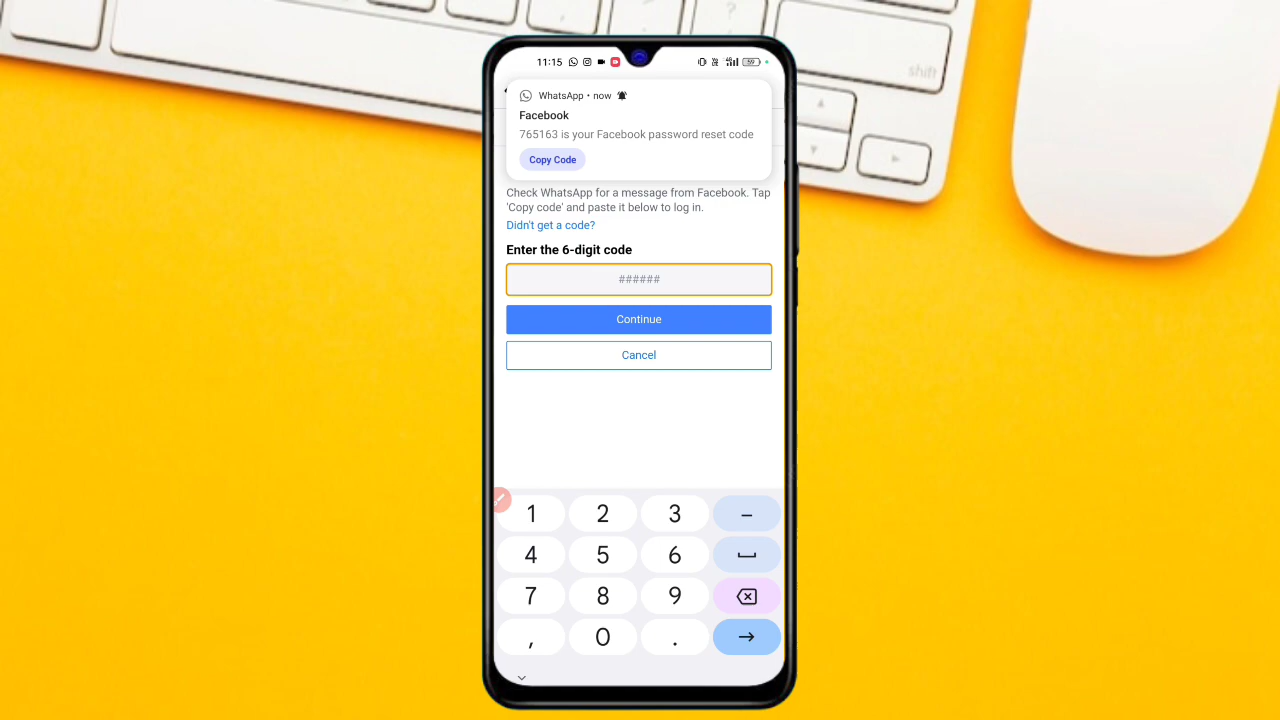 shift
11:15
59
WhatsApp • now
Facebook
765163 is your Facebook password reset code
Copy Code
Check WhatsApp for a message from Facebook. Tap
'Copy code' and paste it below to log in.
Didn't get a code?
Enter the 6-digit code
######
Continue
Cancel
1 2 3 –
4 5 6
7 8 9
, 0 .